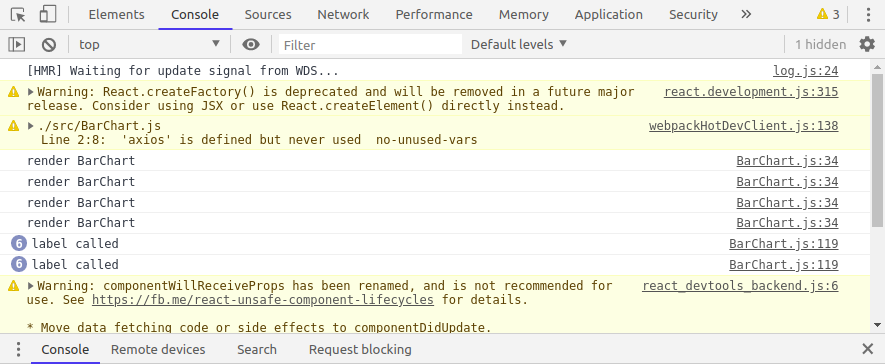 Elements Console Sources Network Performance Memory Application Security » 3
top Filter Default levels 1 hidden
[HMR] Waiting for update signal from WDS... log.js:24
Warning: React.createFactory() is deprecated and will be removed in a future major react.development.js:315
release. Consider using JSX or use React.createElement() directly instead.
./src/BarChart.js webpackHotDevClient.js:138
Line 2:8: 'axios' is defined but never used no-unused-vars
render BarChart BarChart.js:34
render BarChart BarChart.js:34
render BarChart BarChart.js:34
render BarChart BarChart.js:34
6 label called BarChart.js:119
6 label called BarChart.js:119
Warning: componentWillReceiveProps has been renamed, and is not recommended for react_devtools_backend.js:6
use. See https://fb.me/react-unsafe-component-lifecycles for details.
* Move data fetching code or side effects to componentDidUpdate.
Console Remote devices Search Request blocking